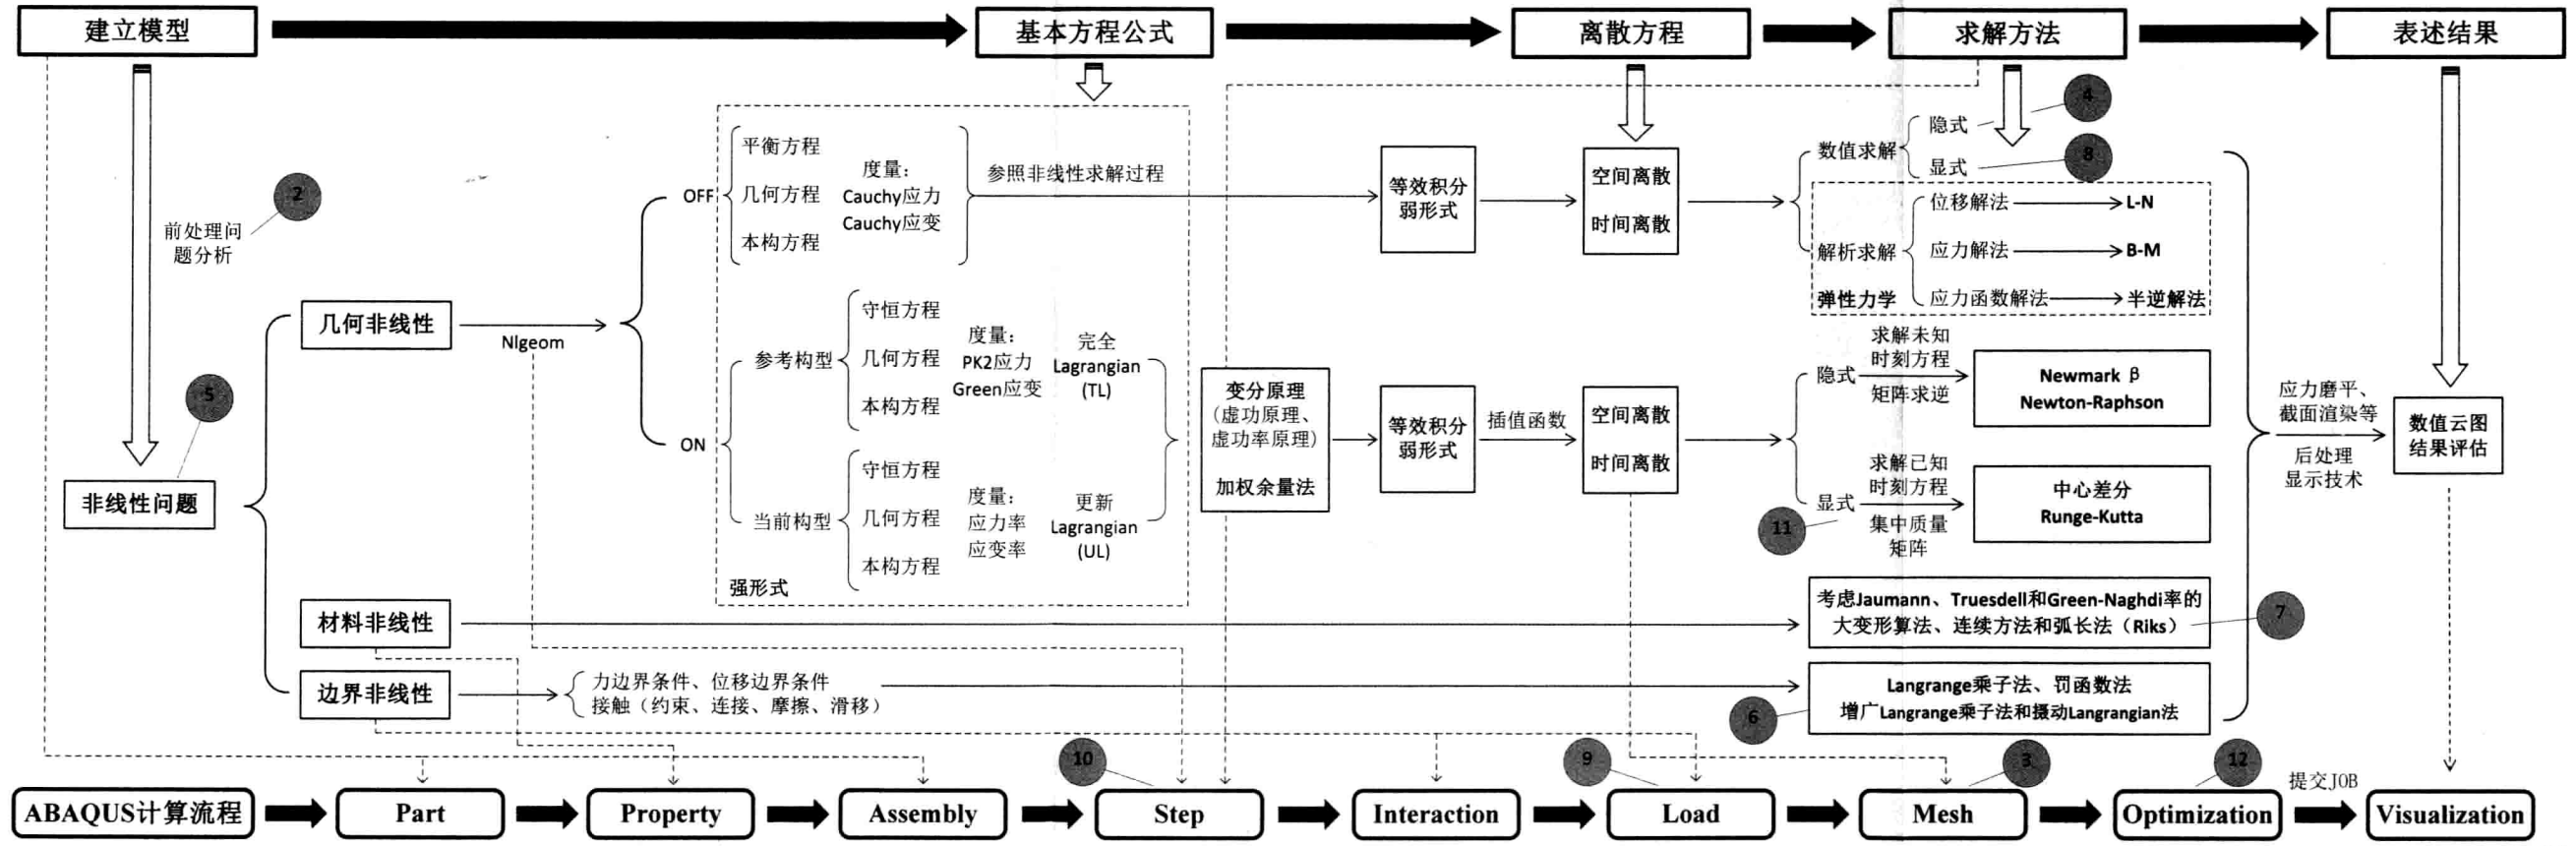 建立模型
基本方程公式
离散方程
求解方法
表述结果
2
前处理问
题分析
5
非线性问题
几何非线性
Nlgeom
材料非线性
边界非线性
力边界条件、位移边界条件
接触（约束、连接、摩擦、滑移）
OFF
平衡方程
几何方程
本构方程
度量：
Cauchy应力
Cauchy应变
参照非线性求解过程
ON
参考构型
守恒方程
几何方程
本构方程
度量：
PK2应力
Green应变
完全
Lagrangian
(TL)
当前构型
守恒方程
几何方程
本构方程
度量：
应力率
应变率
更新
Lagrangian
(UL)
强形式
变分原理
(虚功原理、
虚功率原理)
加权余量法
等效积分
弱形式
空间离散
时间离散
等效积分
弱形式
插值函数
空间离散
时间离散
数值求解
隐式
4
显式
8
解析求解
位移解法
L-N
应力解法
B-M
弹性力学
应力函数解法
半逆解法
隐式
求解未知
时刻方程
矩阵求逆
Newmark β
Newton-Raphson
显式
11
求解已知
时刻方程
集中质量
矩阵
中心差分
Runge-Kutta
考虑Jaumann、Truesdell和Green-Naghdi率的
大变形算法、连续方法和弧长法（Riks）
7
Langrange乘子法、罚函数法
增广Langrange乘子法和摄动Langrangian法
6
应力磨平、
截面渲染等
后处理
显示技术
数值云图
结果评估
10
9
3
12
提交JOB
ABAQUS计算流程
Part
Property
Assembly
Step
Interaction
Load
Mesh
Optimization
Visualization